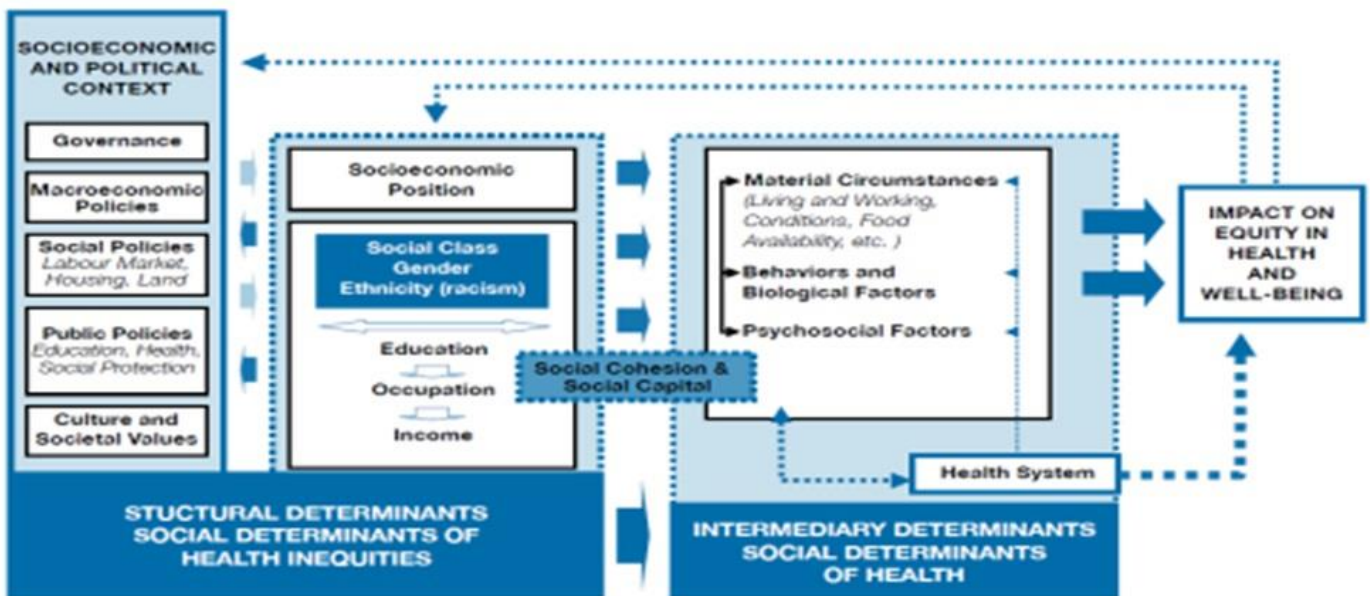 SOCIOECONOMIC
AND POLITICAL
CONTEXT
Governance
Macroeconomic
Policies
Social Policies
Labour Market,
Housing, Land
Public Policies
Education, Health,
Social Protection
Culture and
Societal Values
Socioeconomic
Position
Social Class
Gender
Ethnicity (racism)
Education
Occupation
Income
Social Cohesion &
Social Capital
Material Circumstances
(Living and Working,
Conditions, Food
Availability, etc. )
Behaviors and
Biological Factors
Psychosocial Factors
Health System
IMPACT ON
EQUITY IN
HEALTH
AND
WELL-BEING
STUCTURAL DETERMINANTS
SOCIAL DETERMINANTS OF
HEALTH INEQUITIES
INTERMEDIARY DETERMINANTS
SOCIAL DETERMINANTS
OF HEALTH